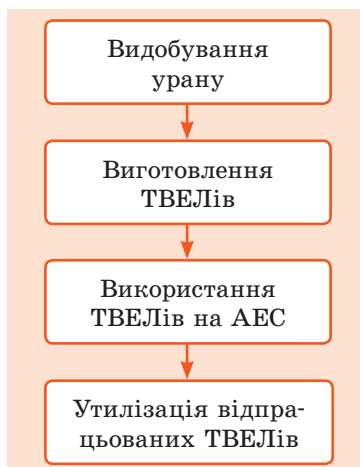 Видобування
урану
Виготовлення
ТВЕЛів
Використання
ТВЕЛів на АЕС
Утилізація відпра-
цьованих ТВЕЛів